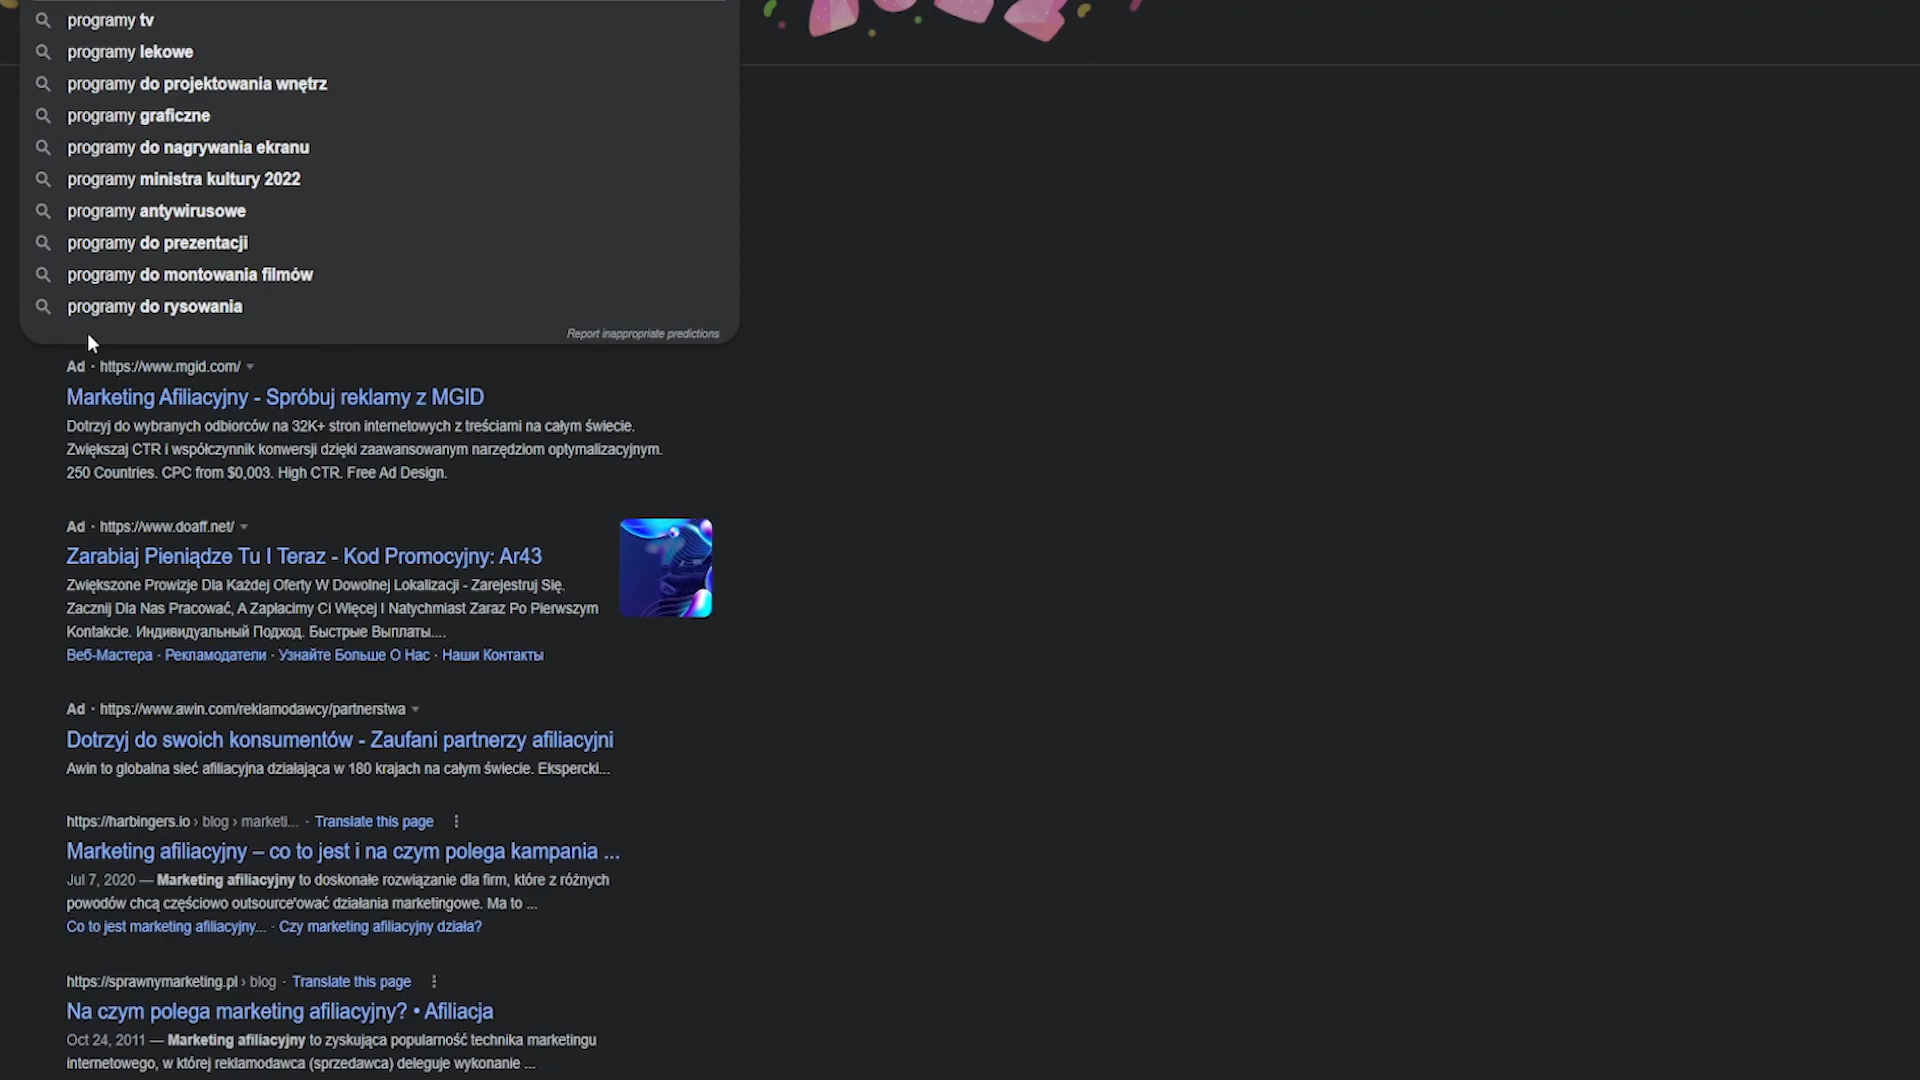 programy tv
programy lekowe
programy do projektowania wnętrz
programy graficzne
programy do nagrywania ekranu
programy ministra kultury 2022
programy antywirusowe
programy do prezentacji
programy do montowania filmów
programy do rysowania
Report inappropriate predictions
Ad · https://www.mgid.com/
Marketing Afiliacyjny - Spróbuj reklamy z MGID
Dotrzyj do wybranych odbiorców na 32K+ stron internetowych z treściami na całym świecie.
Zwiększaj CTR i współczynnik konwersji dzięki zaawansowanym narzędziom optymalizacyjnym.
250 Countries. CPC from $0,003. High CTR. Free Ad Design.
Ad · https://www.doaff.net/
Zarabiaj Pieniądze Tu I Teraz - Kod Promocyjny: Ar43
Zwiększone Prowizje Dla Każdej Oferty W Dowolnej Lokalizacji - Zarejestruj Się.
Zacznij Dla Nas Pracować, A Zapłacimy Ci Więcej I Natychmiast Zaraz Po Pierwszym
Kontakcie. Индивидуальный Подход. Быстрые Выплаты....
Веб-Мастера · Рекламодатели · Узнайте Больше О Нас · Наши Контакты
Ad · https://www.awin.com/reklamodawcy/partnerstwa
Dotrzyj do swoich konsumentów - Zaufani partnerzy afiliacyjni
Awin to globalna sieć afiliacyjna działająca w 180 krajach na całym świecie. Ekspercki...
https://harbingers.io › blog › marketi... · Translate this page
Marketing afiliacyjny – co to jest i na czym polega kampania ...
Jul 7, 2020 — Marketing afiliacyjny to doskonałe rozwiązanie dla firm, które z różnych
powodów chcą częściowo outsource'ować działania marketingowe. Ma to ...
Co to jest marketing afiliacyjny... · Czy marketing afiliacyjny działa?
https://sprawnymarketing.pl › blog · Translate this page
Na czym polega marketing afiliacyjny? • Afiliacja
Oct 24, 2011 — Marketing afiliacyjny to zyskująca popularność technika marketingu
internetowego, w której reklamodawca (sprzedawca) deleguje wykonanie ...